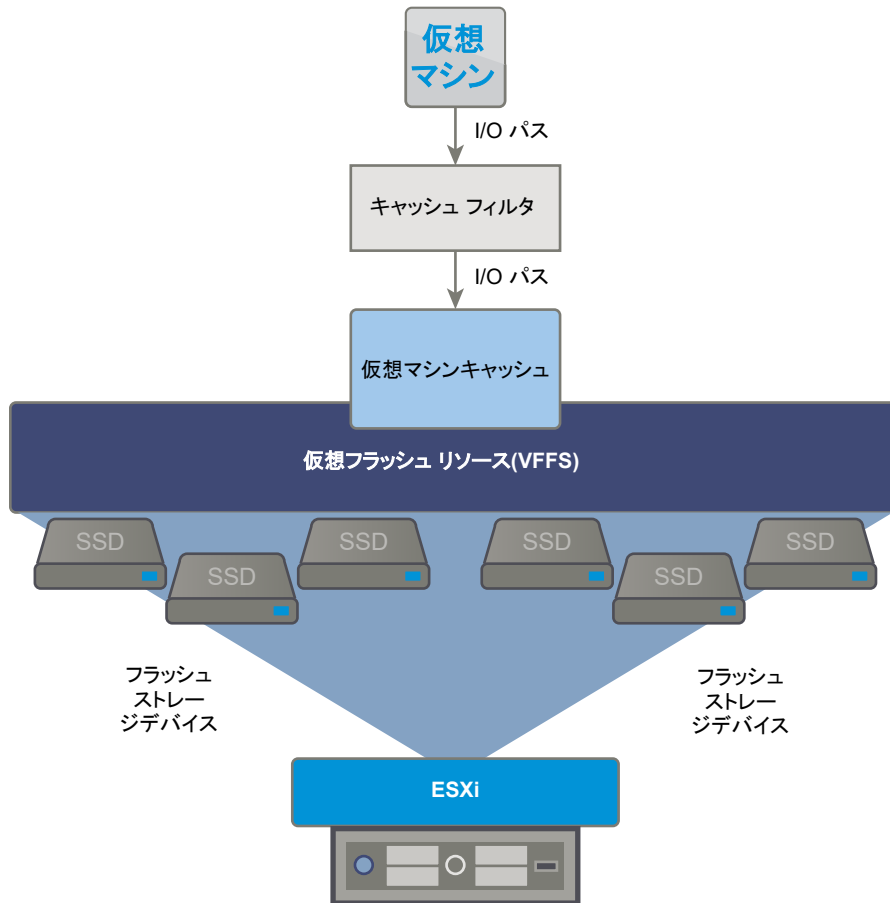 仮想
マシン
I/O パス
キャッシュ フィルタ
I/O パス
仮想マシンキャッシュ
仮想フラッシュ リソース(VFFS)
SSD
SSD
SSD
SSD
SSD
SSD
フラッシュ
ストレー
ジデバイス
フラッシュ
ストレー
ジデバイス
ESXi